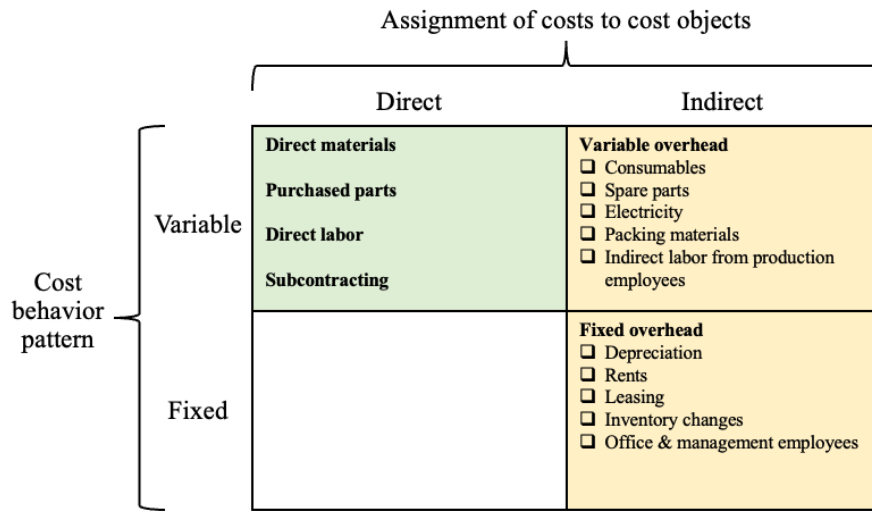 Assignment of costs to cost objects
Direct
Indirect
Cost
behavior
pattern
Variable
Direct materials
Purchased parts
Direct labor
Subcontracting
Variable overhead
❑ Consumables
❑ Spare parts
❑ Electricity
❑ Packing materials
❑ Indirect labor from production
employees
Fixed
Fixed overhead
❑ Depreciation
❑ Rents
❑ Leasing
❑ Inventory changes
❑ Office & management employees